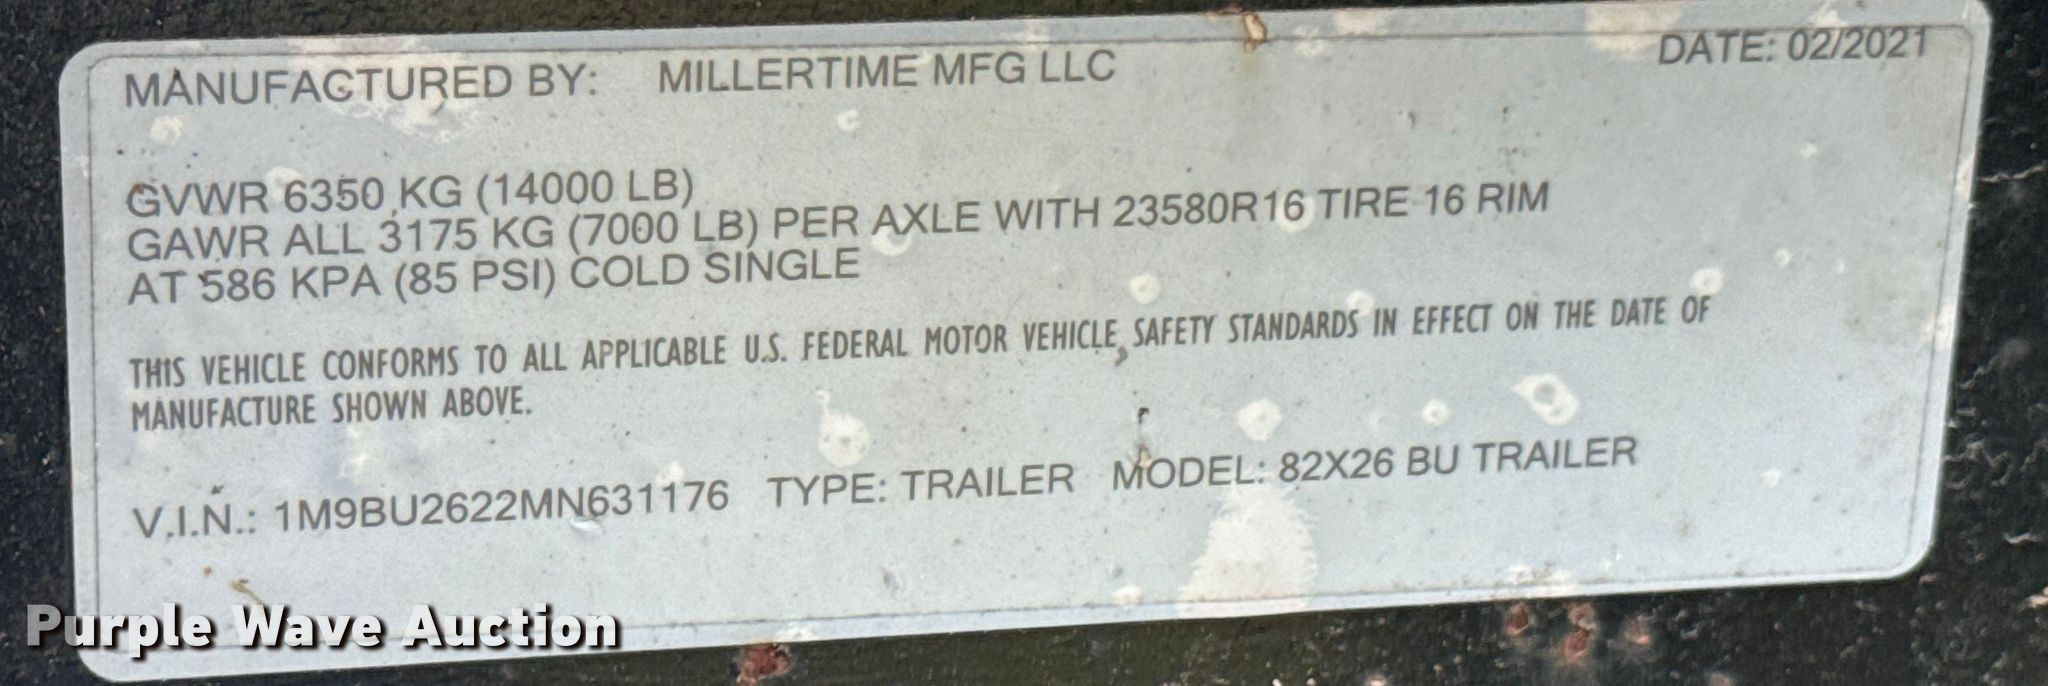 MANUFACTURED BY: MILLERTIME MFG LLC DATE: 02/2021
GVWR 6350 KG (14000 LB)
GAWR ALL 3175 KG (7000 LB) PER AXLE WITH 23580R16 TIRE 16 RIM
AT 586 KPA (85 PSI) COLD SINGLE
THIS VEHICLE CONFORMS TO ALL APPLICABLE U.S. FEDERAL MOTOR VEHICLE SAFETY STANDARDS IN EFFECT ON THE DATE OF
MANUFACTURE SHOWN ABOVE.
V.I.N.: 1M9BU2622MN631176 TYPE: TRAILER MODEL: 82X26 BU TRAILER
Purple Wave Auction